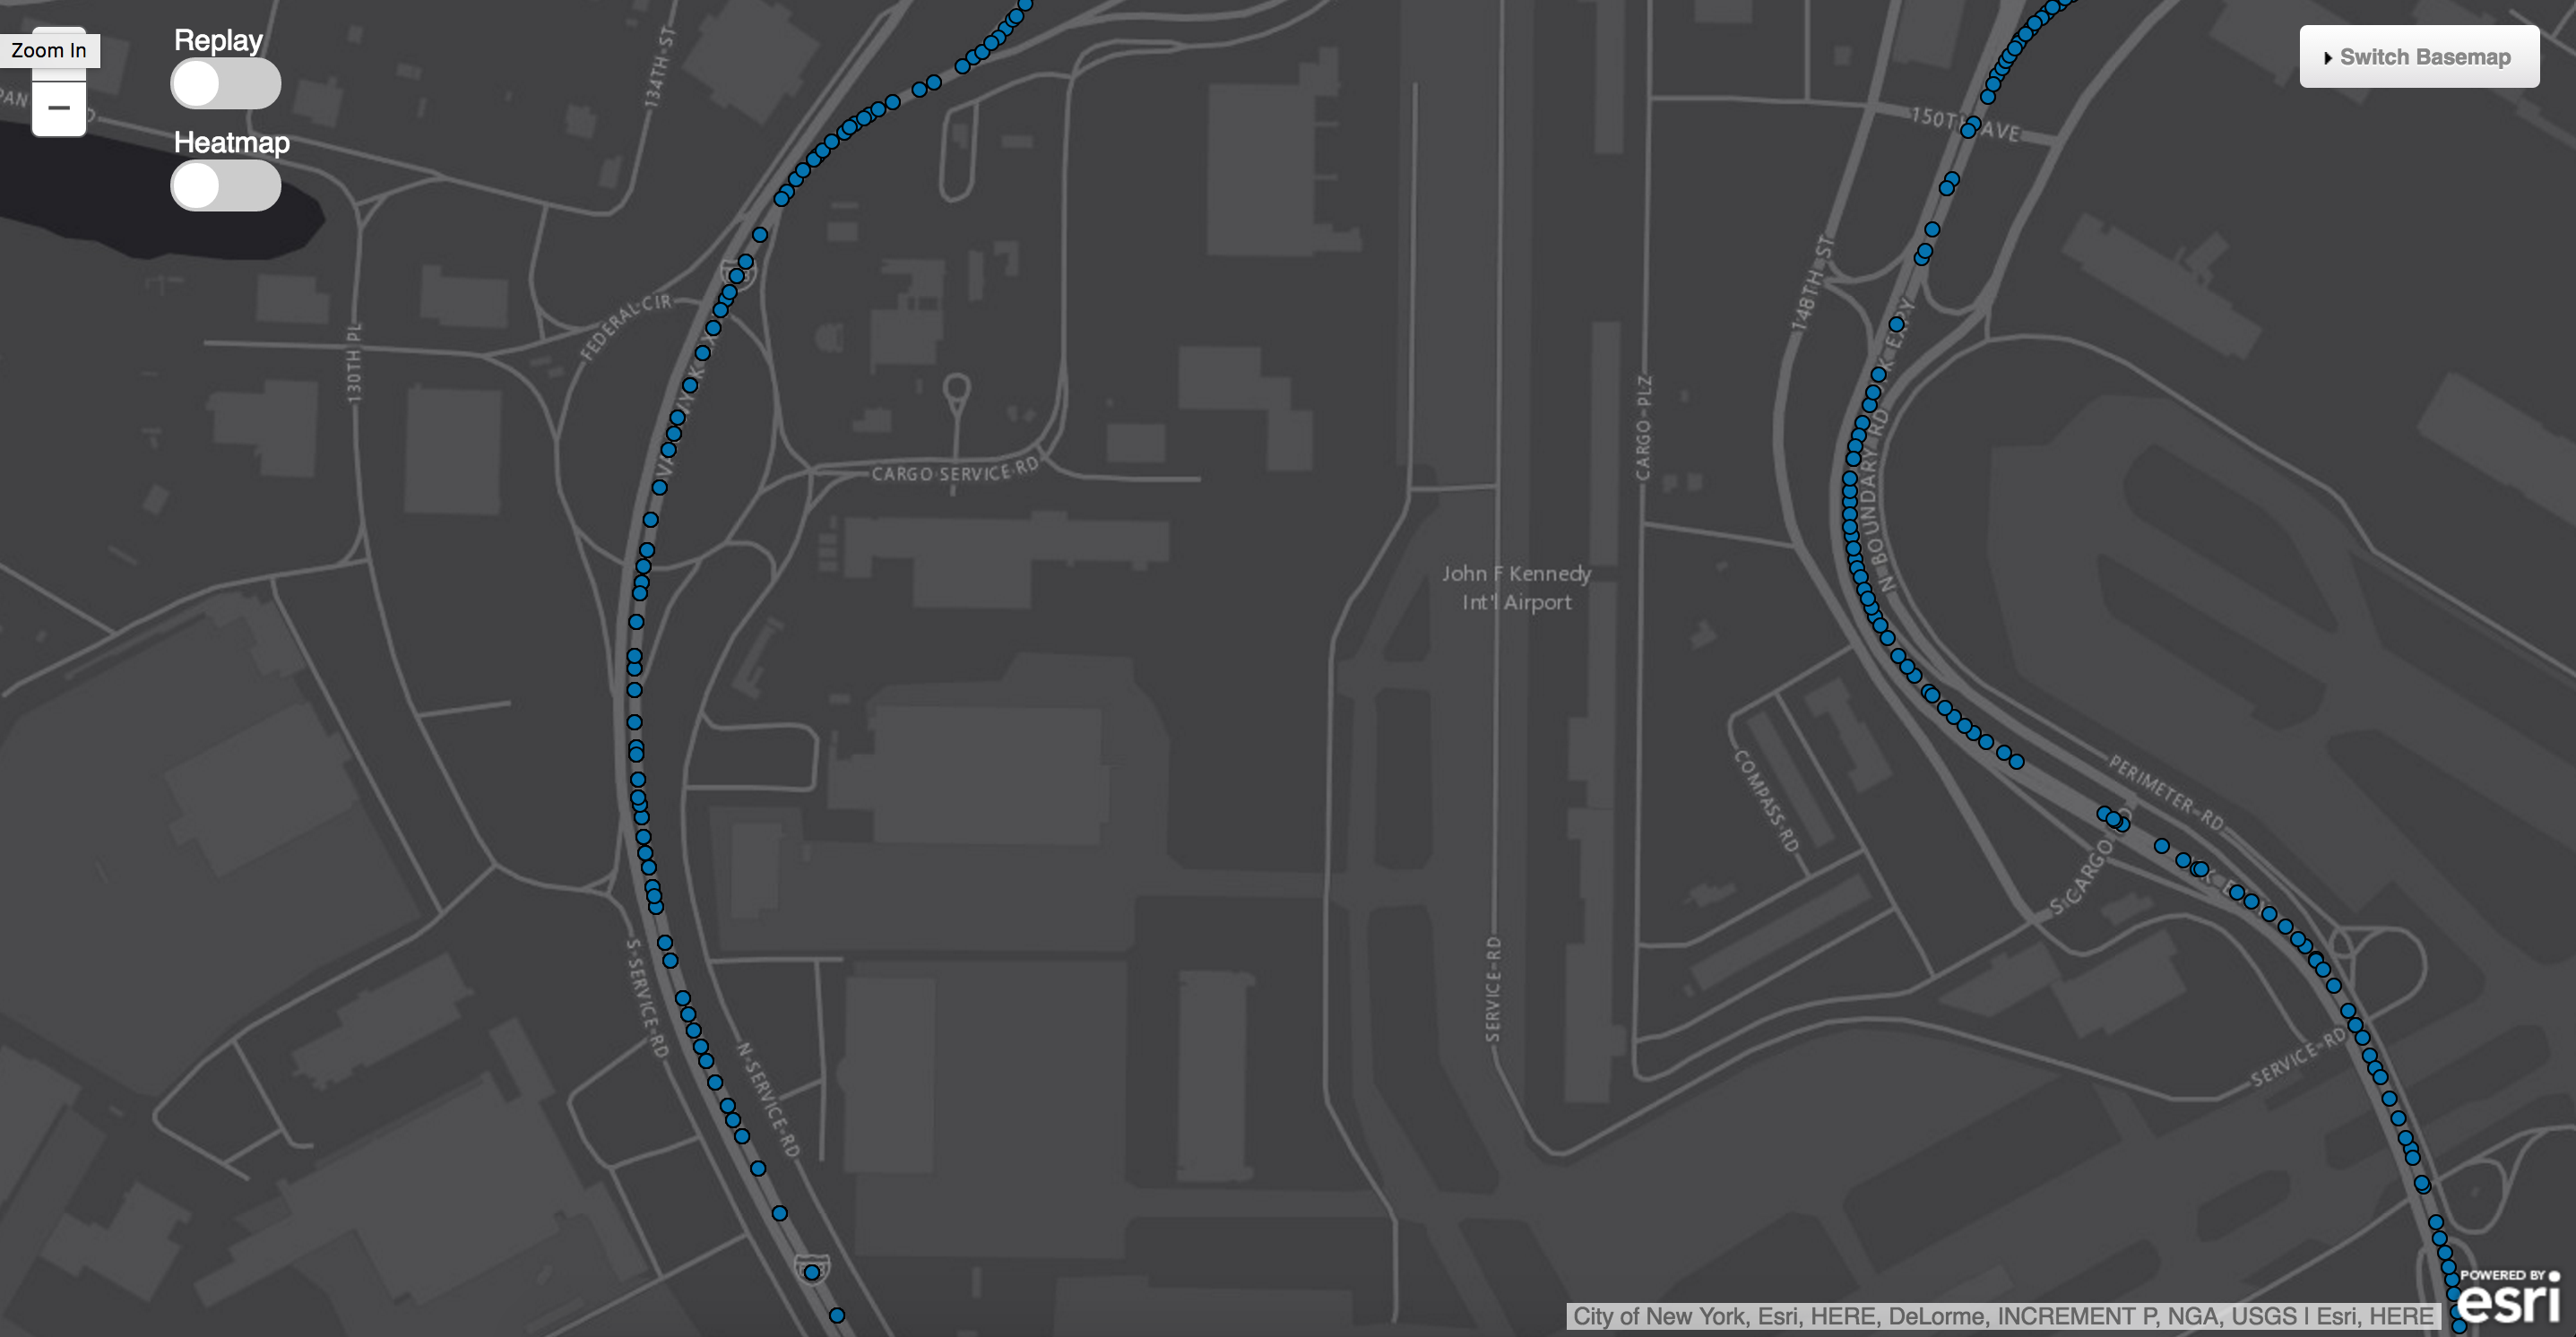 Zoom In
Replay
Heatmap
Switch Basemap
134TH ST
150TH AVE
148TH ST
FEDERAL CIR
130TH PL
CARGO SERVICE RD
CARGO PLZ
N BOUNDARY RD
John F Kennedy
Int'l Airport
COMPASS RD
PERIMETER RD
S CARGO
S SERVICE RD
N SERVICE RD
SERVICE RD
SERVICE RD
POWERED BY
esri
City of New York, Esri, HERE, DeLorme, INCREMENT P, NGA, USGS | Esri, HERE